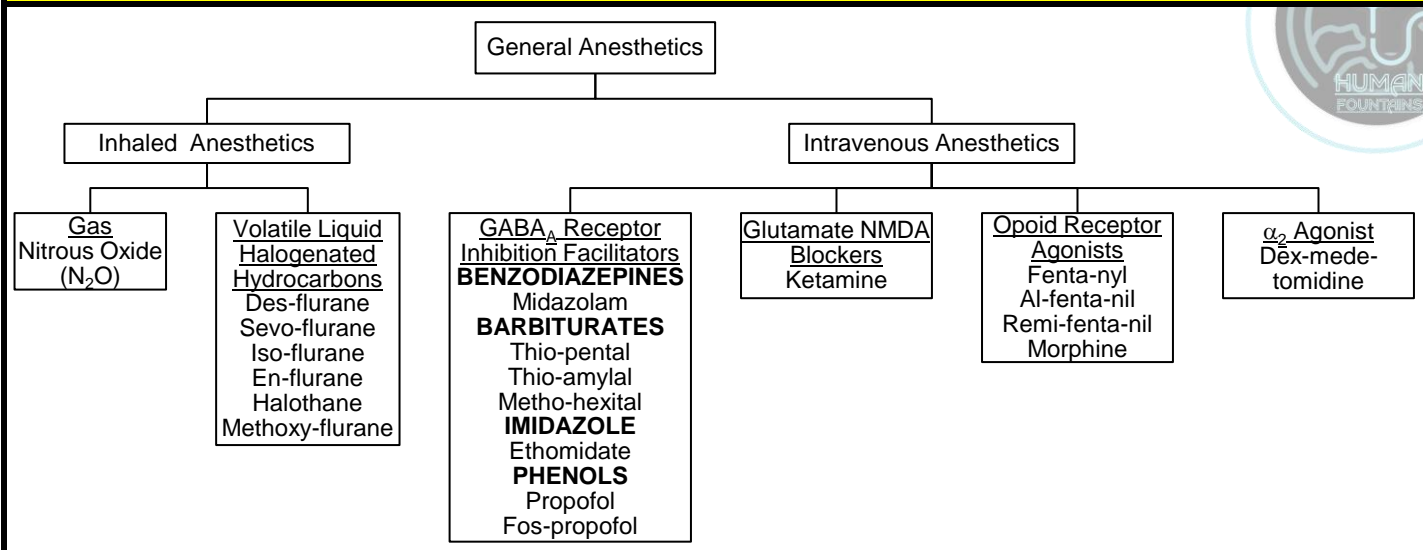 General Anesthetics
HUMAN
FOUNTAINS
Inhaled Anesthetics
Intravenous Anesthetics
Gas
Nitrous Oxide
(N₂O)
Volatile Liquid
Halogenated
Hydrocarbons
Des-flurane
Sevo-flurane
Iso-flurane
En-flurane
Halothane
Methoxy-flurane
GABA_A Receptor
Inhibition Facilitators
BENZODIAZEPINES
Midazolam
BARBITURATES
Thio-pental
Thio-amylal
Metho-hexital
IMIDAZOLE
Ethomidate
PHENOLS
Propofol
Fos-propofol
Glutamate NMDA
Blockers
Ketamine
Opoid Receptor
Agonists
Fenta-nyl
Al-fenta-nil
Remi-fenta-nil
Morphine
α₂ Agonist
Dex-mede-
tomidine